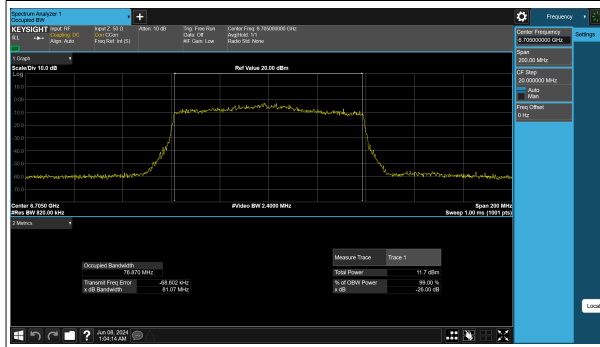 Spectrum Analyzer 1
Occupied BW
+
Frequency
KEYSIGHT Input: RF Input Z: 50 Ω Atten: 10 dB Trig: Free Run Center Freq: 6.705000000 GHz
RL Coupling: DC Corr CCorr Gate: Off Avg|Hold: 1/1
Align: Auto Freq Ref: Int (S) #IF Gain: Low Radio Std: None
Center Frequency
6.705000000 GHz
Settings
Span
200.00 MHz
CF Step
20.000000 MHz
Auto
Man
Freq Offset
0 Hz
1 Graph
Scale/Div 10.0 dB Ref Value 20.00 dBm
Log
10.0
0.00
-10.0
-20.0
-30.0
-40.0
-50.0
-60.0
-70.0
Center 6.7050 GHz #Video BW 2.4000 MHz Span 200 MHz
#Res BW 820.00 kHz Sweep 1.00 ms (1001 pts)
2 Metrics
Measure Trace Trace 1
Occupied Bandwidth
76.870 MHz
Total Power 11.7 dBm
Transmit Freq Error -68.602 kHz
% of OBW Power 99.00 %
x dB Bandwidth 81.07 MHz
x dB -26.00 dB
Local
Jun 08, 2024
1:04:14 AM
?